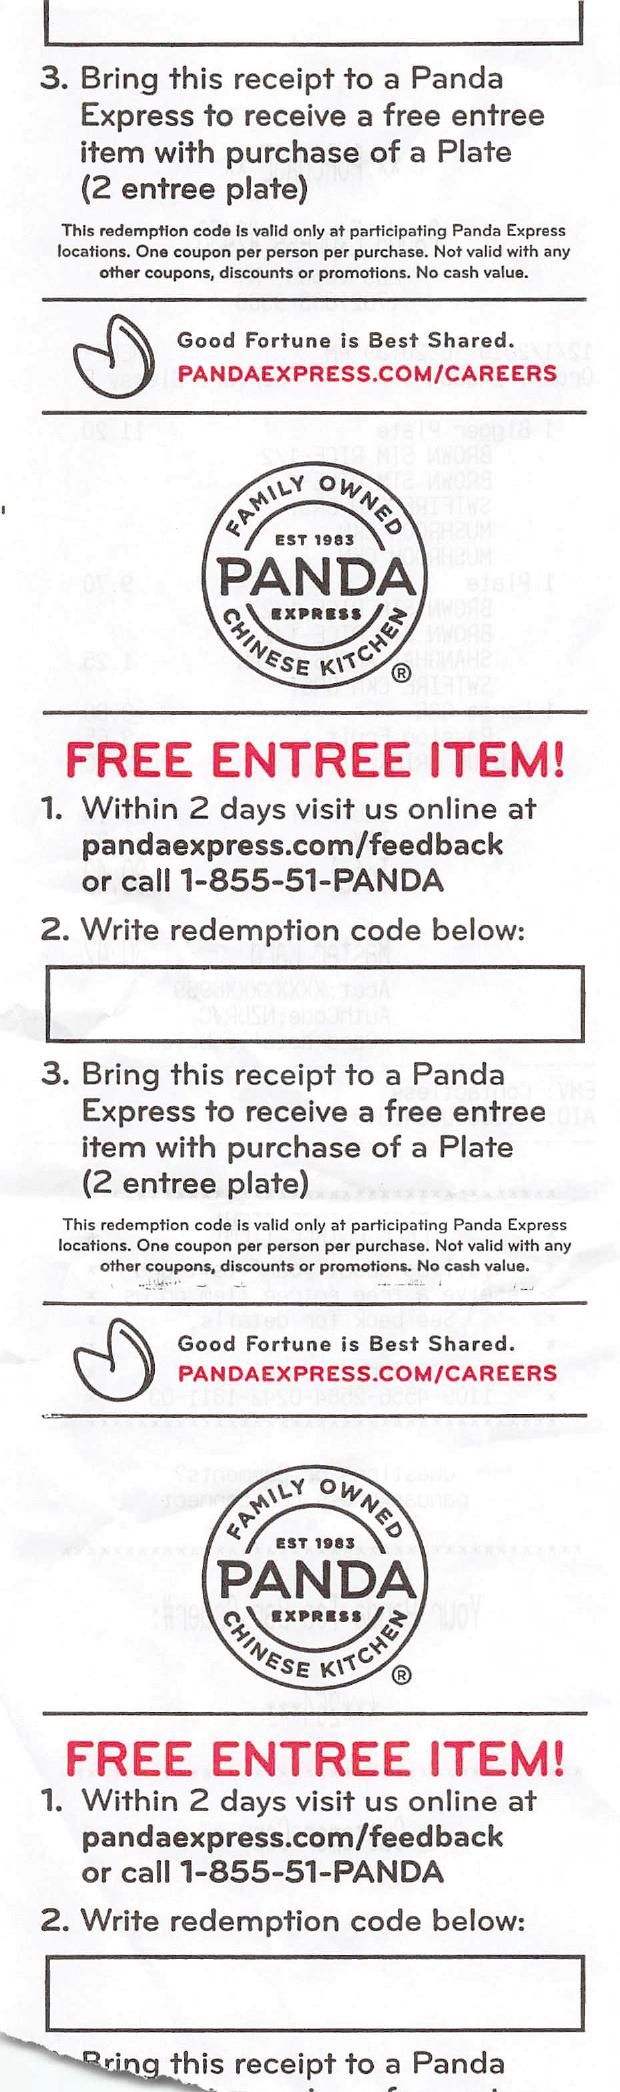 3. Bring this receipt to a Panda
Express to receive a free entree
item with purchase of a Plate
(2 entree plate)
This redemption code is valid only at participating Panda Express
locations. One coupon per person per purchase. Not valid with any
other coupons, discounts or promotions. No cash value.
Good Fortune is Best Shared.
PANDAEXPRESS.COM/CAREERS
FAMILY OWNED
EST 1983
PANDA
EXPRESS
CHINESE KITCHEN
®
FREE ENTREE ITEM!
1. Within 2 days visit us online at
pandaexpress.com/feedback
or call 1-855-51-PANDA
2. Write redemption code below:
3. Bring this receipt to a Panda
Express to receive a free entree
item with purchase of a Plate
(2 entree plate)
This redemption code is valid only at participating Panda Express
locations. One coupon per person per purchase. Not valid with any
other coupons, discounts or promotions. No cash value.
Good Fortune is Best Shared.
PANDAEXPRESS.COM/CAREERS
FAMILY OWNED
EST 1983
PANDA
EXPRESS
CHINESE KITCHEN
®
FREE ENTREE ITEM!
1. Within 2 days visit us online at
pandaexpress.com/feedback
or call 1-855-51-PANDA
2. Write redemption code below:
Bring this receipt to a Panda